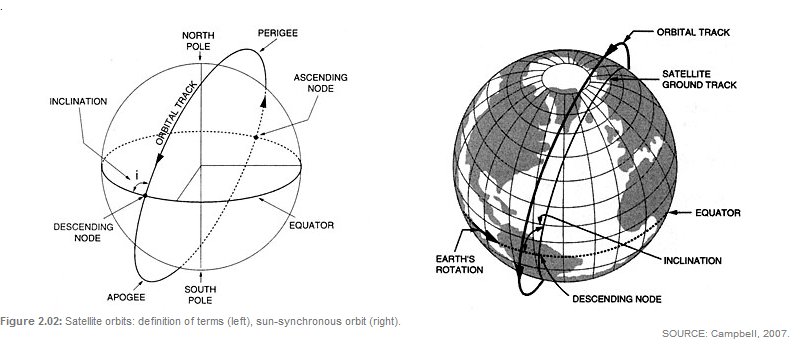 .
NORTH
POLE
PERIGEE
ASCENDING
NODE
INCLINATION
ORBITAL TRACK
i
DESCENDING
NODE
EQUATOR
APOGEE
SOUTH
POLE
ORBITAL TRACK
SATELLITE
GROUND TRACK
EQUATOR
EARTH'S
ROTATION
INCLINATION
DESCENDING NODE
Figure 2.02: Satellite orbits: definition of terms (left), sun-synchronous orbit (right).
SOURCE: Campbell, 2007.